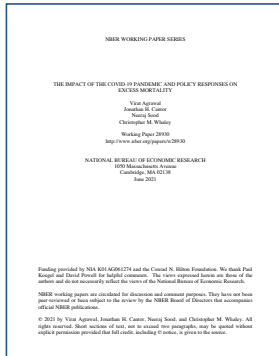 NBER WORKING PAPER SERIES
THE IMPACT OF THE COVID-19 PANDEMIC AND POLICY RESPONSES ON
EXCESS MORTALITY
Virat Agrawal
Jonathan H. Cantor
Neeraj Sood
Christopher M. Whaley
Working Paper 28930
http://www.nber.org/papers/w28930
NATIONAL BUREAU OF ECONOMIC RESEARCH
1050 Massachusetts Avenue
Cambridge, MA 02138
June 2021
Funding provided by NIA K01AG061274 and the Conrad N. Hilton Foundation. We thank Paul
Koegel and David Powell for helpful comments. The views expressed herein are those of the
authors and do not necessarily reflect the views of the National Bureau of Economic Research.
NBER working papers are circulated for discussion and comment purposes. They have not been
peer-reviewed or been subject to the review by the NBER Board of Directors that accompanies
official NBER publications.
© 2021 by Virat Agrawal, Jonathan H. Cantor, Neeraj Sood, and Christopher M. Whaley. All
rights reserved. Short sections of text, not to exceed two paragraphs, may be quoted without
explicit permission provided that full credit, including © notice, is given to the source.